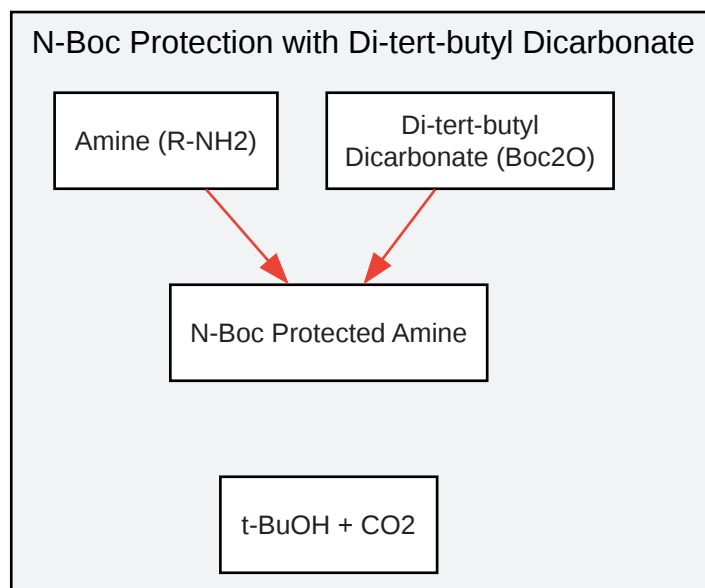 N-Boc Protection with Di-tert-butyl Dicarbonate
Amine (R-NH2)
Di-tert-butyl
Dicarbonate (Boc2O)
N-Boc Protected Amine
t-BuOH + CO2